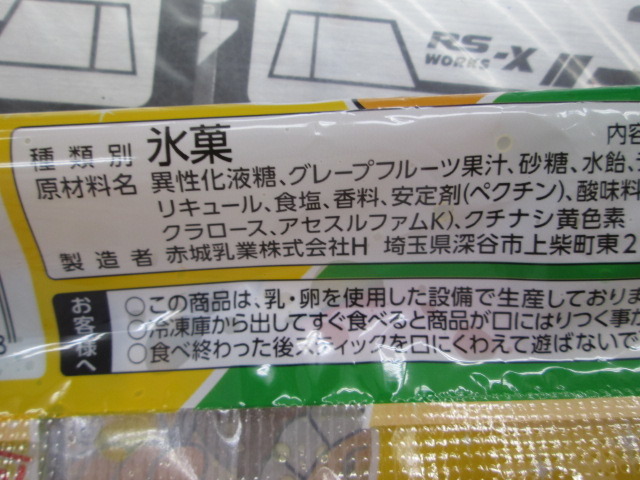 RS-X
WORKS
種類別 氷菓
内容
原材料名 異性化液糖、グレープフルーツ果汁、砂糖、水飴、
リキュール、食塩、香料、安定剤(ペクチン)、酸味料
クラロース、アセスルファムK)、クチナシ黄色素
製造者 赤城乳業株式会社H 埼玉県深谷市上柴町東2
お客様へ
○この商品は、乳・卵を使用した設備で生産しており
○冷凍庫から出してすぐ食べると商品が口にはりつく事が
○食べ終わった後スティックを口にくわえて遊ばないで